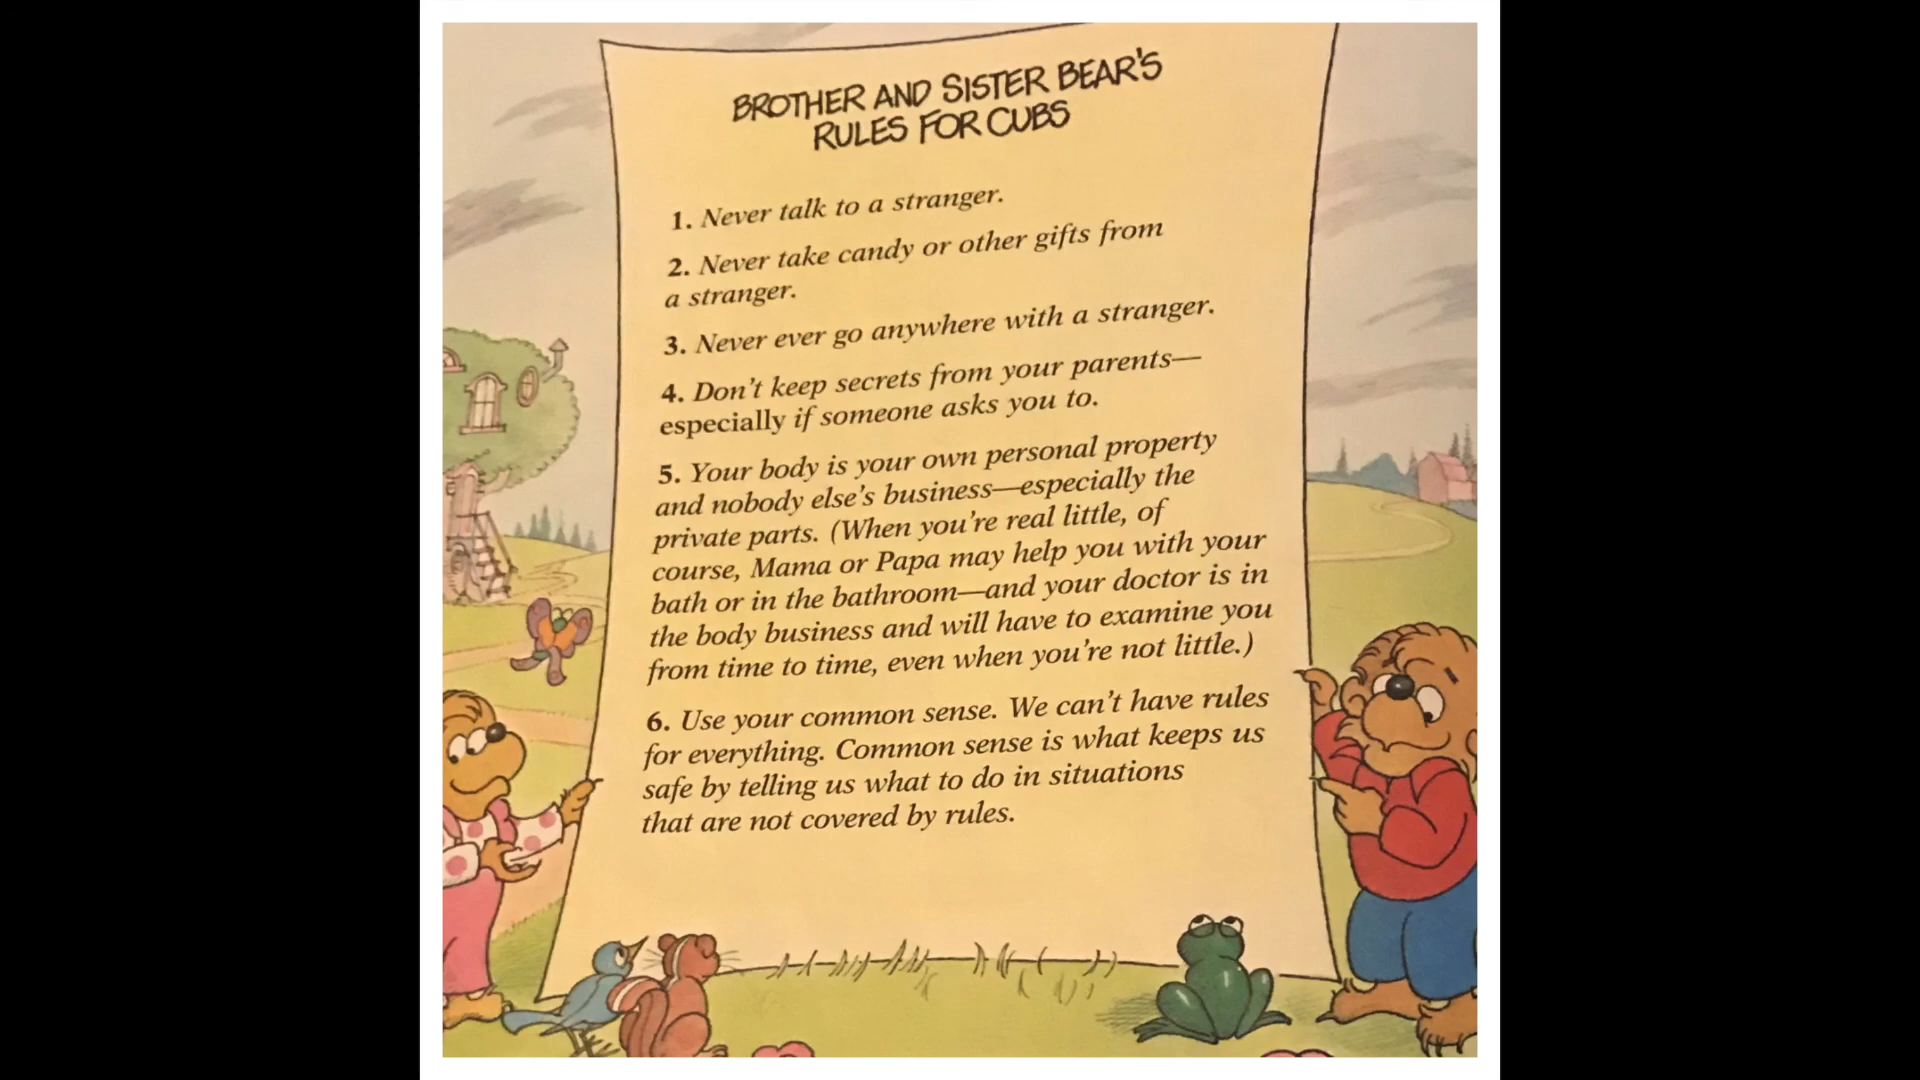 BROTHER AND SISTER BEAR'S
RULES FOR CUBS
1. Never talk to a stranger.
2. Never take candy or other gifts from
a stranger.
3. Never ever go anywhere with a stranger.
4. Don't keep secrets from your parents—
especially if someone asks you to.
5. Your body is your own personal property
and nobody else's business—especially the
private parts. (When you're real little, of
course, Mama or Papa may help you with your
bath or in the bathroom—and your doctor is in
the body business and will have to examine you
from time to time, even when you're not little.)
6. Use your common sense. We can't have rules
for everything. Common sense is what keeps us
safe by telling us what to do in situations
that are not covered by rules.